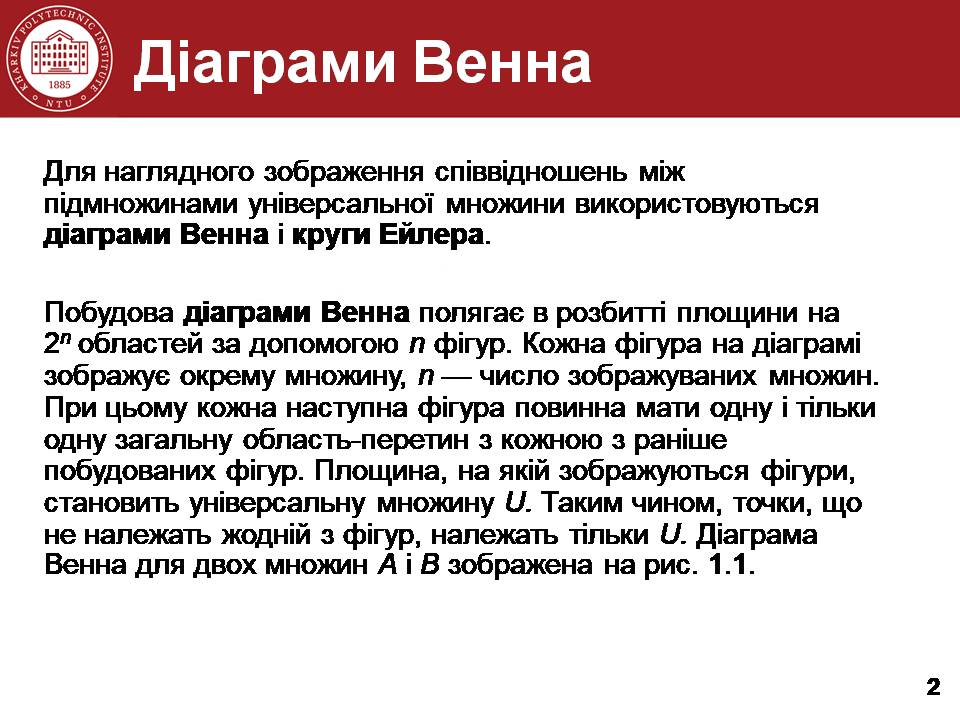 KHARKIV POLYTECHNIC INSTITUTE
1885
NTU
Діаграми Венна
Для наглядного зображення співвідношень між
підмножинами універсальної множини використовуються
діаграми Венна і круги Ейлера.
Побудова діаграми Венна полягає в розбитті площини на
2ⁿ областей за допомогою n фігур. Кожна фігура на діаграмі
зображує окрему множину, n — число зображуваних множин.
При цьому кожна наступна фігура повинна мати одну і тільки
одну загальну область-перетин з кожною з раніше
побудованих фігур. Площина, на якій зображуються фігури,
становить універсальну множину U. Таким чином, точки, що
не належать жодній з фігур, належать тільки U. Діаграма
Венна для двох множин A і B зображена на рис. 1.1.
2